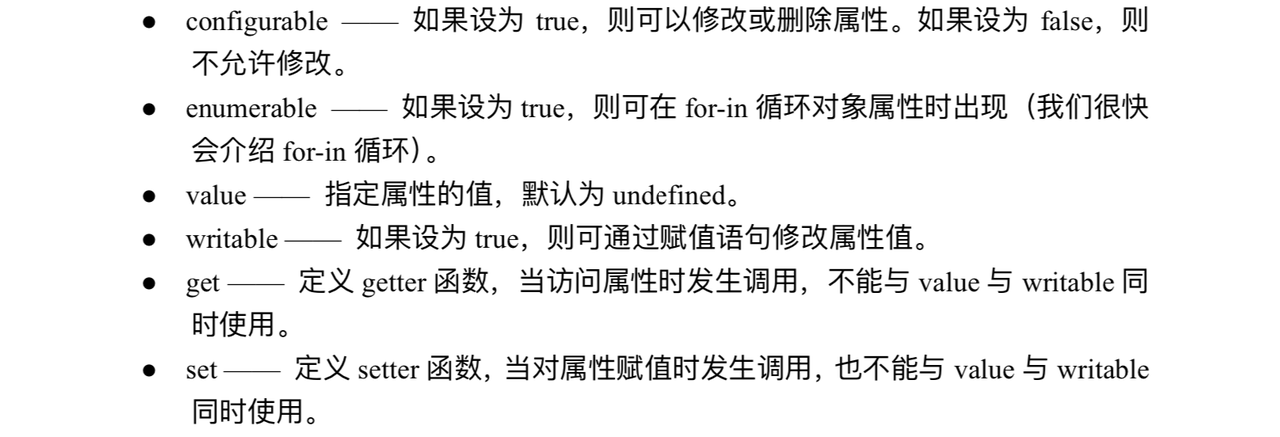 ● configurable —— 如果设为 true，则可以修改或删除属性。如果设为 false，则
不允许修改。
● enumerable —— 如果设为 true，则可在 for-in 循环对象属性时出现（我们很快
会介绍 for-in 循环）。
● value —— 指定属性的值，默认为 undefined。
● writable —— 如果设为 true，则可通过赋值语句修改属性值。
● get —— 定义 getter 函数，当访问属性时发生调用，不能与 value 与 writable 同
时使用。
● set —— 定义 setter 函数，当对属性赋值时发生调用，也不能与 value 与 writable
同时使用。